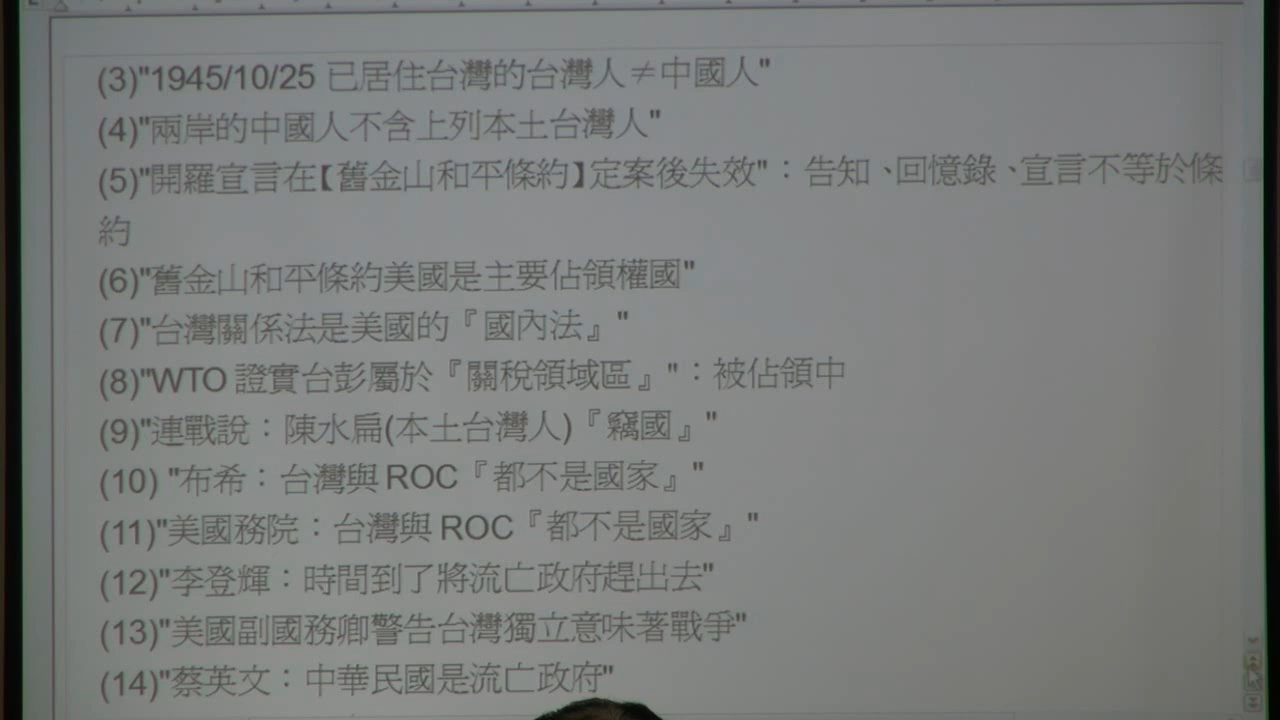 (3)"1945/10/25 已居住台灣的台灣人≠中國人"
(4)"兩岸的中國人不含上列本土台灣人"
(5)"開羅宣言在【舊金山和平條約】定案後失效"：告知、回憶錄、宣言不等於條
約
(6)"舊金山和平條約美國是主要佔領權國"
(7)"台灣關係法是美國的『國內法』"
(8)"WTO 證實台彭屬於『關稅領域區』"：被佔領中
(9)"連戰說：陳水扁(本土台灣人)『竊國』"
(10) "布希：台灣與 ROC『都不是國家』"
(11)"美國務院：台灣與 ROC『都不是國家』"
(12)"李登輝：時間到了將流亡政府趕出去"
(13)"美國副國務卿警告台灣獨立意味著戰爭"
(14)"蔡英文：中華民國是流亡政府"